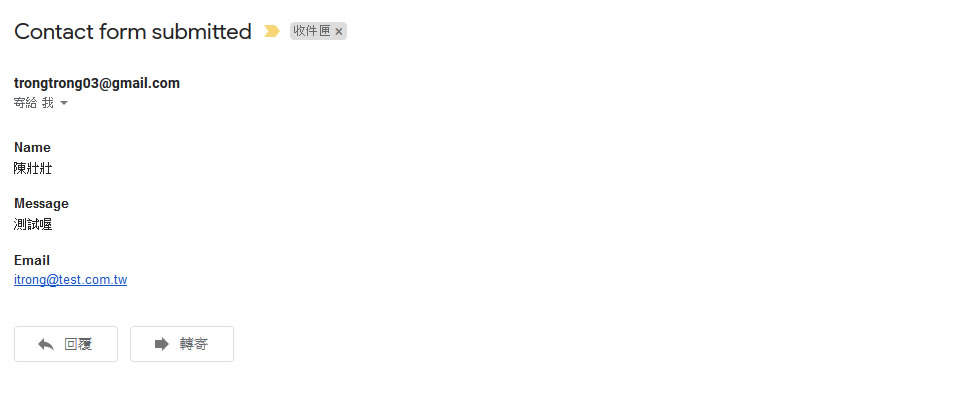 Contact form submitted 收件匣 ×
trongtrong03@gmail.com
寄給 我
Name
陳壯壯
Message
測試喔
Email
itrong@test.com.tw
回覆 轉寄